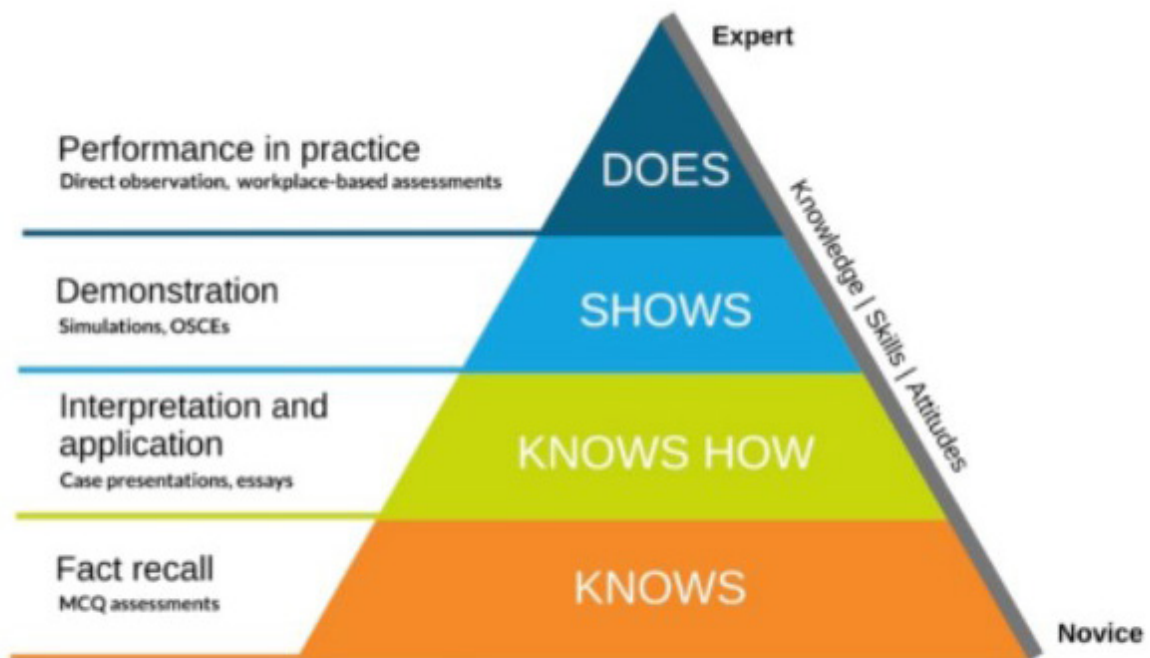 Expert
Performance in practice
Direct observation, workplace-based assessments
DOES
Knowledge | Skills | Attitudes
Demonstration
Simulations, OSCEs
SHOWS
Interpretation and
application
Case presentations, essays
KNOWS HOW
Fact recall
MCQ assessments
KNOWS
Novice